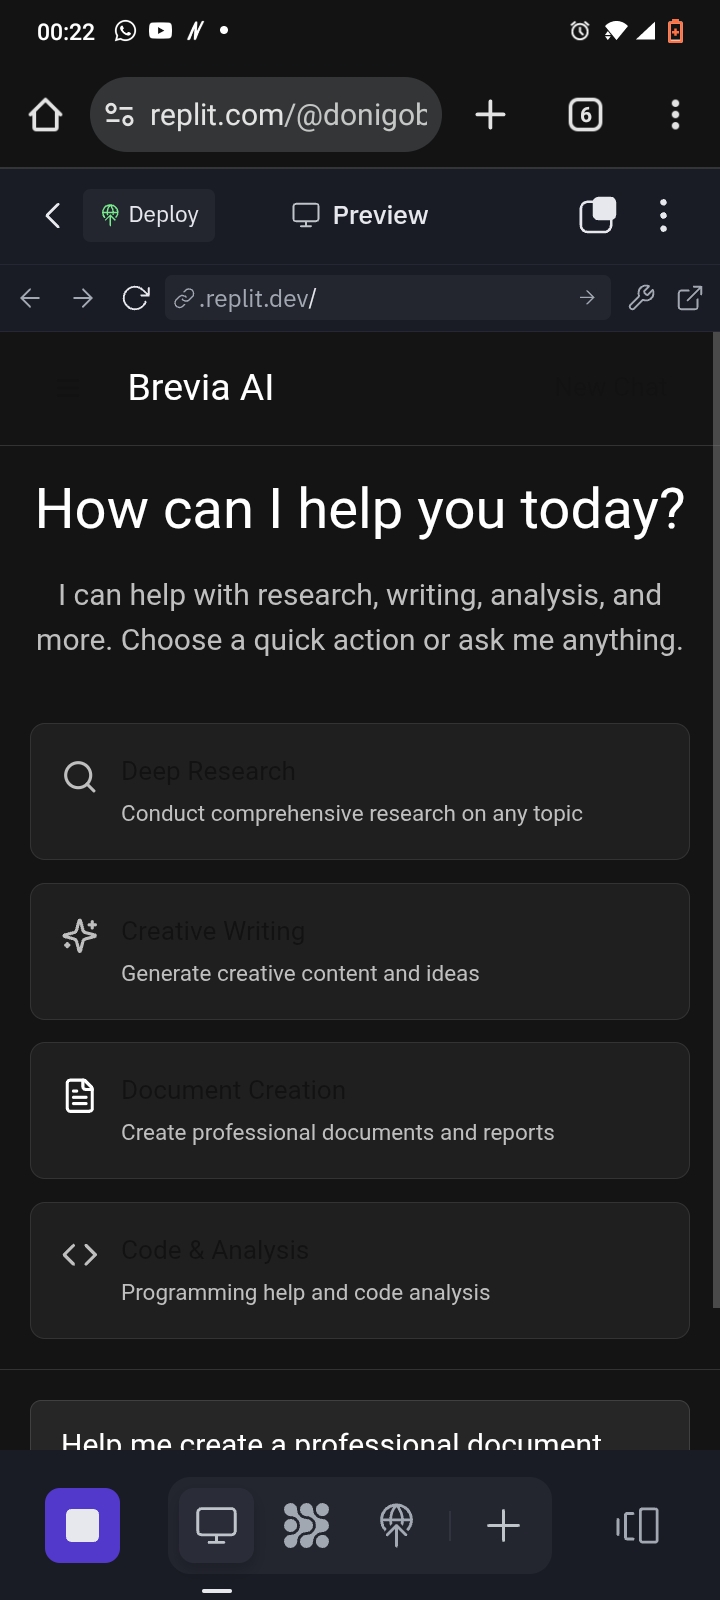 00:22
replit.com/@donigob
6
Deploy
Preview
.replit.dev/
Brevia AI
New Chat
How can I help you today?
I can help with research, writing, analysis, and
more. Choose a quick action or ask me anything.
Deep Research
Conduct comprehensive research on any topic
Creative Writing
Generate creative content and ideas
Document Creation
Create professional documents and reports
Code & Analysis
Programming help and code analysis
Help me create a professional document